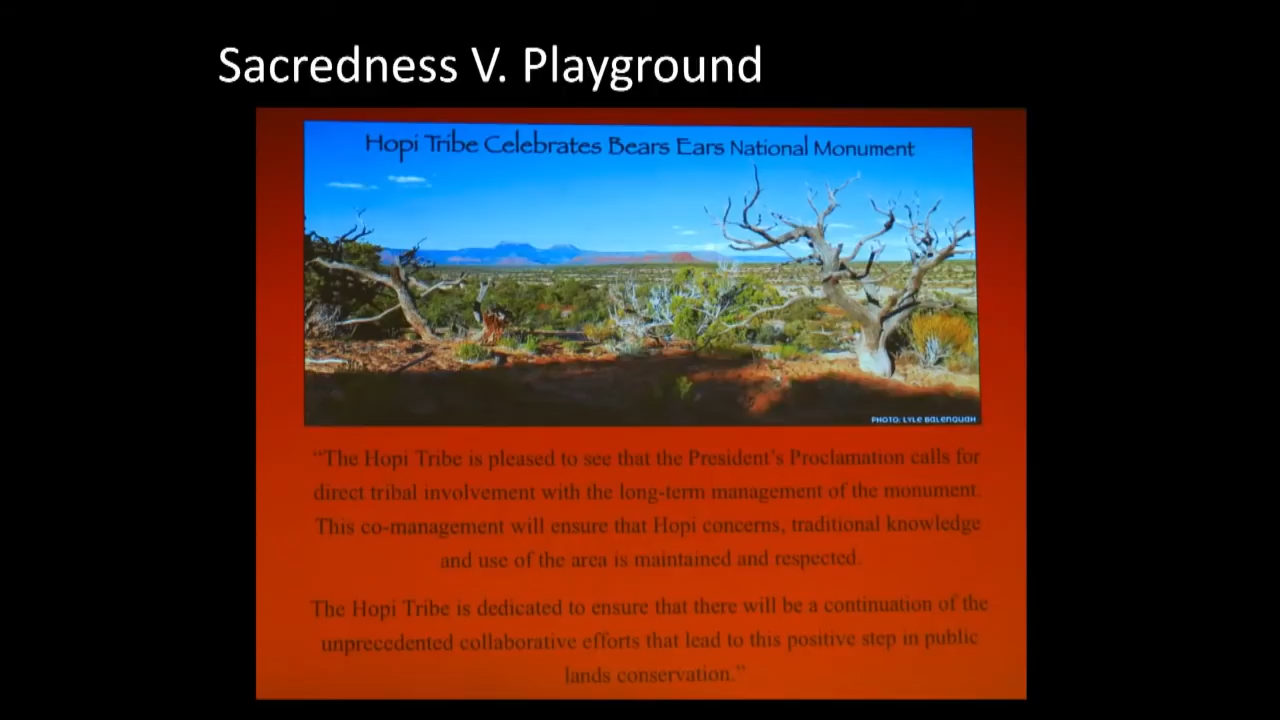 Sacredness V. Playground
Hopi Tribe Celebrates Bears Ears National Monument
PHOTO: Lyle Balenquah
“The Hopi Tribe is pleased to see that the President’s Proclamation calls for
direct tribal involvement with the long-term management of the monument.
This co-management will ensure that Hopi concerns, traditional knowledge
and use of the area is maintained and respected.
The Hopi Tribe is dedicated to ensure that there will be a continuation of the
unprecedented collaborative efforts that lead to this positive step in public
lands conservation.”